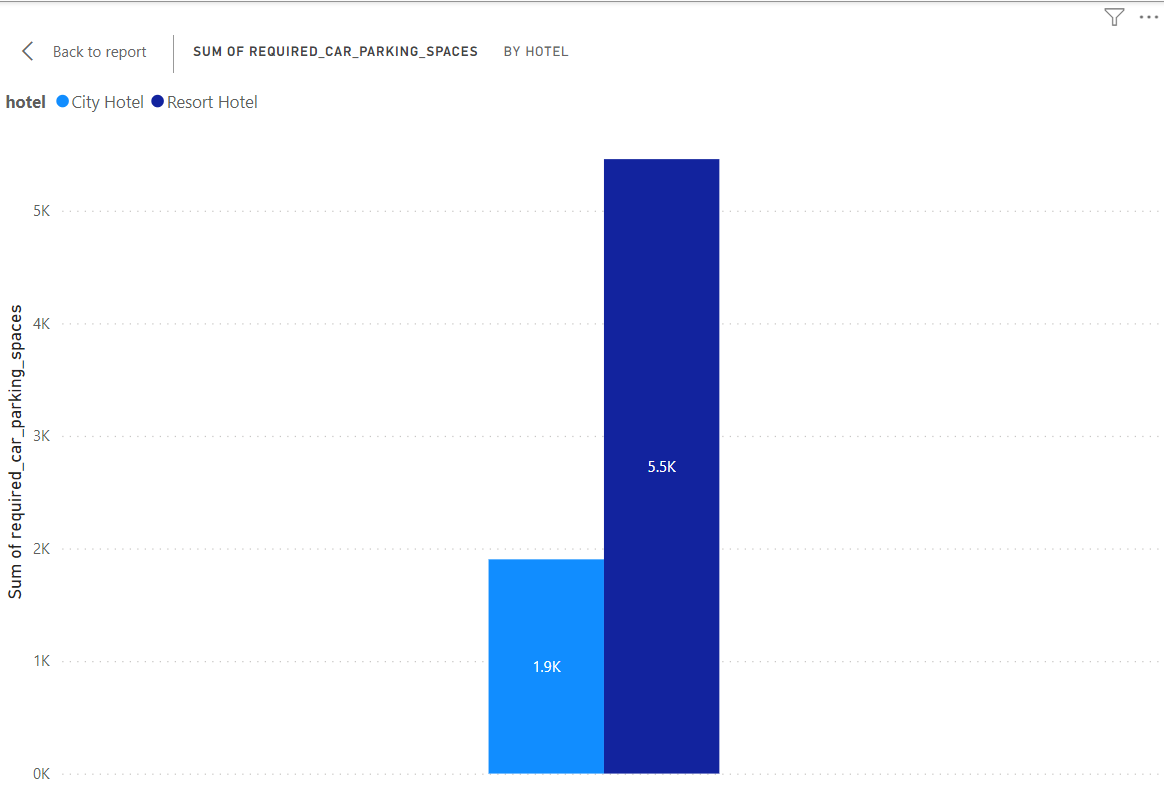 Back to report
SUM OF REQUIRED_CAR_PARKING_SPACES BY HOTEL
hotel City Hotel Resort Hotel
Sum of required_car_parking_spaces
5K
4K
3K
2K
1K
0K
1.9K
5.5K